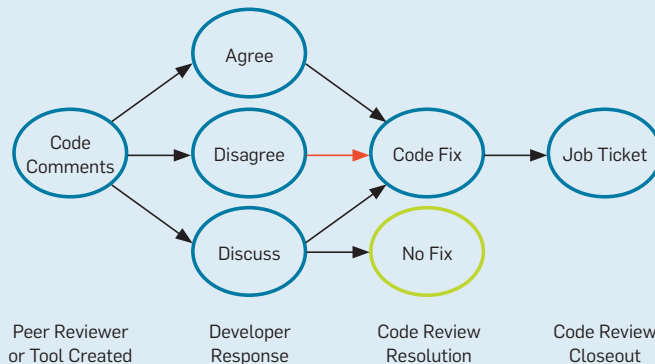 Agree
Code
Comments
Disagree
Code Fix
Job Ticket
Discuss
No Fix
Peer Reviewer
or Tool Created
Developer
Response
Code Review
Resolution
Code Review
Closeout